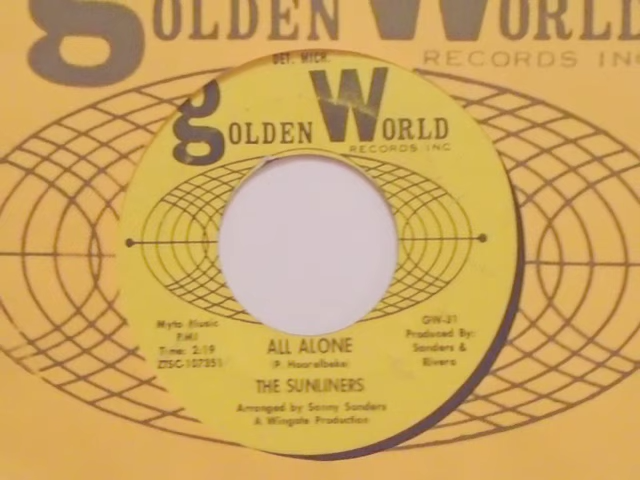 gOLDEN WORLD
RECORDS INC
DET. MICH.
gOLDEN WORLD
RECORDS INC
Myto Music
BMI
Time: 2:19
ZTSC-107351
GW-31
Produced By:
Sanders &
Rivera
ALL ALONE
(P. Hoorelbeke)
THE SUNLINERS
Arranged by Sonny Sanders
A Wingate Production